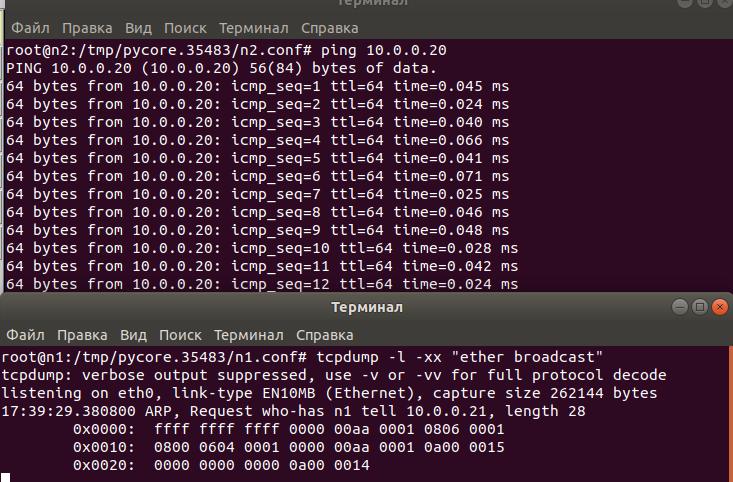 Терминал
Файл Правка Вид Поиск Терминал Справка
root@n2:/tmp/pycore.35483/n2.conf# ping 10.0.0.20
PING 10.0.0.20 (10.0.0.20) 56(84) bytes of data.
64 bytes from 10.0.0.20: icmp_seq=1 ttl=64 time=0.045 ms
64 bytes from 10.0.0.20: icmp_seq=2 ttl=64 time=0.024 ms
64 bytes from 10.0.0.20: icmp_seq=3 ttl=64 time=0.040 ms
64 bytes from 10.0.0.20: icmp_seq=4 ttl=64 time=0.066 ms
64 bytes from 10.0.0.20: icmp_seq=5 ttl=64 time=0.041 ms
64 bytes from 10.0.0.20: icmp_seq=6 ttl=64 time=0.071 ms
64 bytes from 10.0.0.20: icmp_seq=7 ttl=64 time=0.025 ms
64 bytes from 10.0.0.20: icmp_seq=8 ttl=64 time=0.046 ms
64 bytes from 10.0.0.20: icmp_seq=9 ttl=64 time=0.048 ms
64 bytes from 10.0.0.20: icmp_seq=10 ttl=64 time=0.028 ms
64 bytes from 10.0.0.20: icmp_seq=11 ttl=64 time=0.042 ms
64 bytes from 10.0.0.20: icmp_seq=12 ttl=64 time=0.024 ms
Терминал
Файл Правка Вид Поиск Терминал Справка
root@n1:/tmp/pycore.35483/n1.conf# tcpdump -l -xx "ether broadcast"
tcpdump: verbose output suppressed, use -v or -vv for full protocol decode
listening on eth0, link-type EN10MB (Ethernet), capture size 262144 bytes
17:39:29.380800 ARP, Request who-has n1 tell 10.0.0.21, length 28
0x0000: ffff ffff ffff 0000 00aa 0001 0806 0001
0x0010: 0800 0604 0001 0000 00aa 0001 0a00 0015
0x0020: 0000 0000 0000 0a00 0014